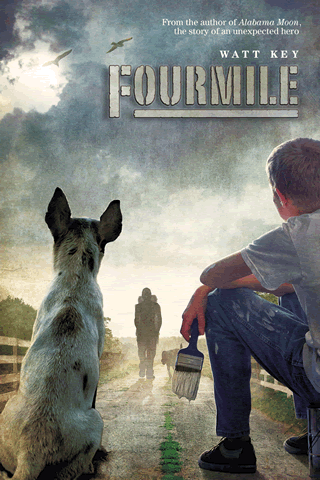 From the author of Alabama Moon,
the story of an unexpected hero
WATT KEY
FOURMILE